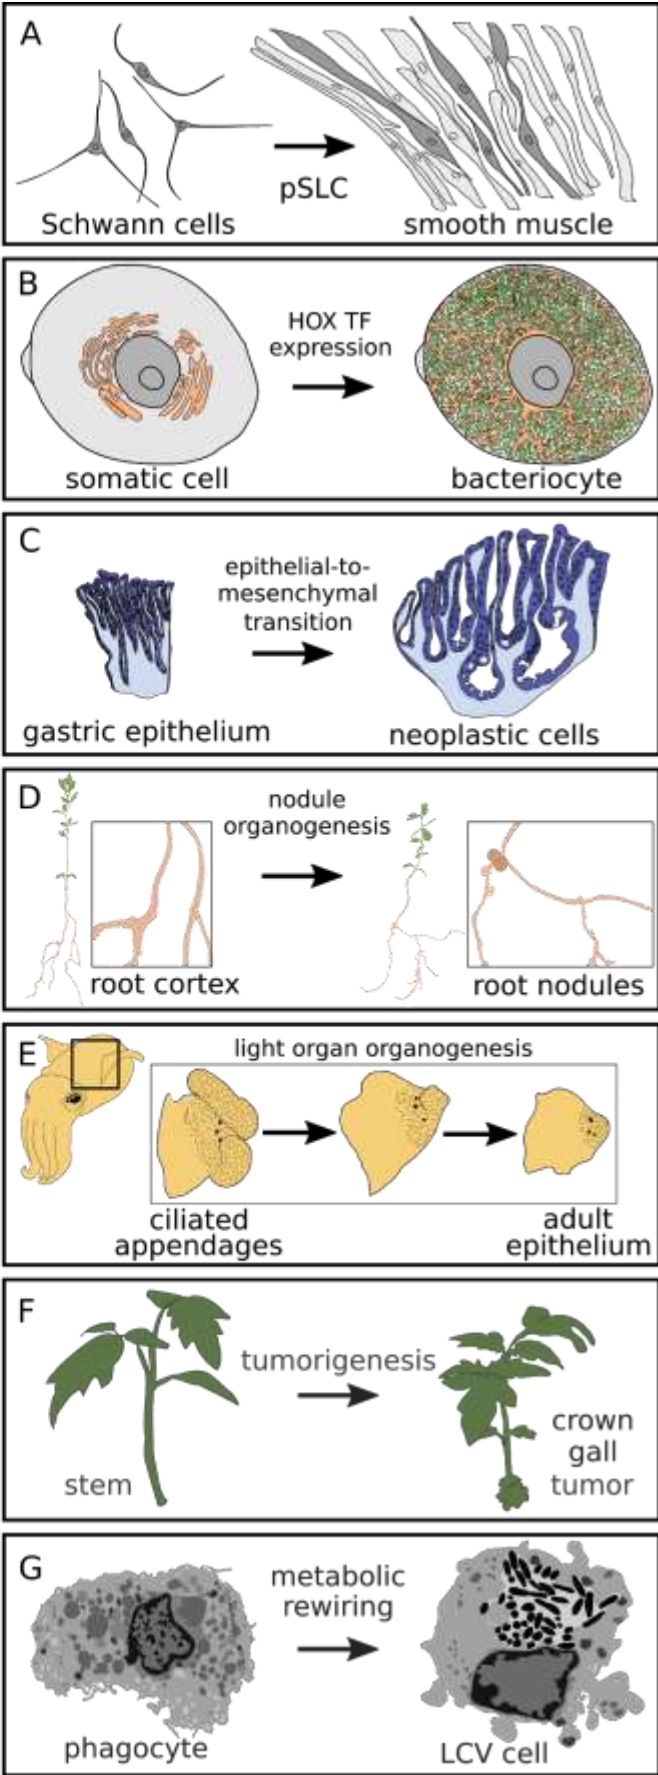 A
pSLC
Schwann cells
smooth muscle
B
HOX TF
expression
somatic cell
bacteriocyte
C
epithelial-to-
mesenchymal
transition
gastric epithelium
neoplastic cells
D
nodule
organogenesis
root cortex
root nodules
E
light organ organogenesis
ciliated
appendages
adult
epithelium
F
tumorigenesis
stem
crown
gall
tumor
G
metabolic
rewiring
phagocyte
LCV cell